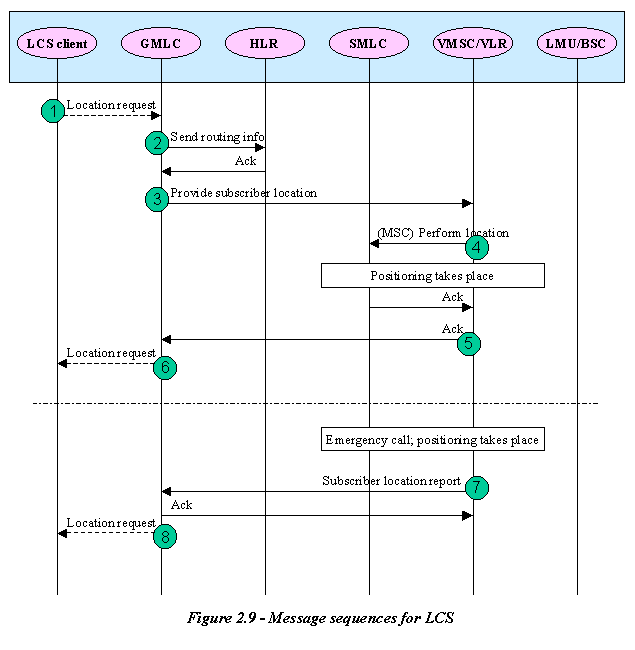 LCS client GMLC HLR SMLC VMSC/VLR LMU/BSC
1 Location request
2 Send routing info
Ack
3 Provide subscriber location
(MSC) Perform location
4
Positioning takes place
Ack
Ack
5
Location request
6
Emergency call; positioning takes place
Subscriber location report 7
Ack
Location request
8
Figure 2.9 - Message sequences for LCS